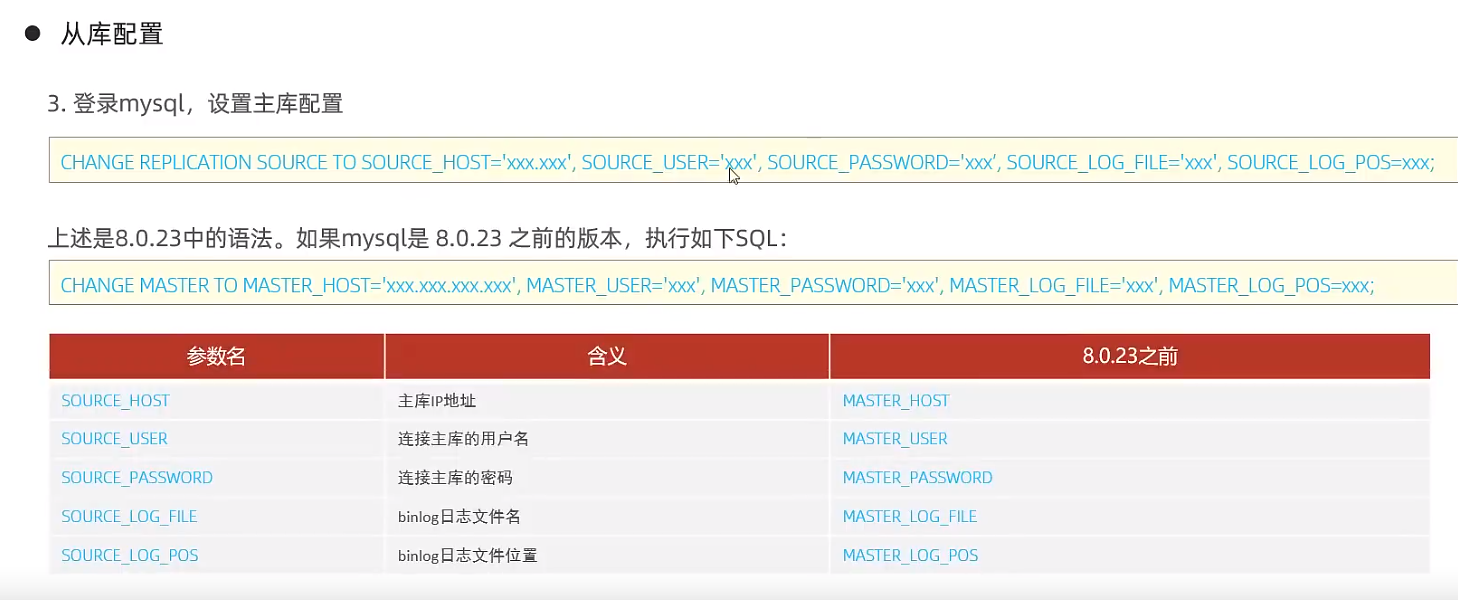 ● 从库配置
3. 登录mysql，设置主库配置
CHANGE REPLICATION SOURCE TO SOURCE_HOST='xxx.xxx', SOURCE_USER='xxx', SOURCE_PASSWORD='xxx', SOURCE_LOG_FILE='xxx', SOURCE_LOG_POS=xxx;
上述是8.0.23中的语法。如果mysql是 8.0.23 之前的版本，执行如下SQL：
CHANGE MASTER TO MASTER_HOST='xxx.xxx.xxx.xxx', MASTER_USER='xxx', MASTER_PASSWORD='xxx', MASTER_LOG_FILE='xxx', MASTER_LOG_POS=xxx;
参数名 含义 8.0.23之前
SOURCE_HOST 主库IP地址 MASTER_HOST
SOURCE_USER 连接主库的用户名 MASTER_USER
SOURCE_PASSWORD 连接主库的密码 MASTER_PASSWORD
SOURCE_LOG_FILE binlog日志文件名 MASTER_LOG_FILE
SOURCE_LOG_POS binlog日志文件位置 MASTER_LOG_POS